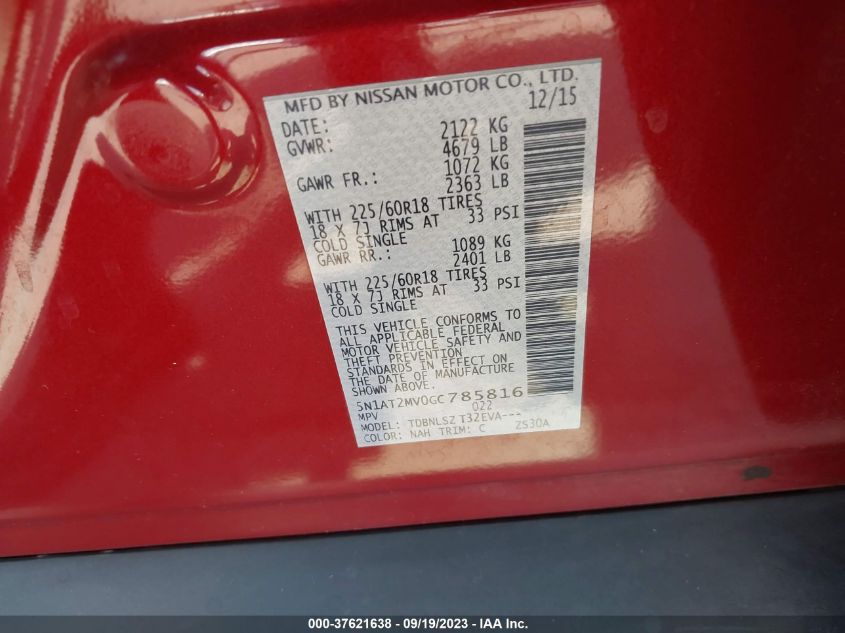 MFD BY NISSAN MOTOR CO., LTD.
DATE: 12/15
GVWR: 2122 KG
4679 LB
GAWR FR.: 1072 KG
2363 LB
WITH 225/60R18 TIRES
18 X 7J RIMS AT 33 PSI
COLD SINGLE
GAWR RR.: 1089 KG
2401 LB
WITH 225/60R18 TIRES
18 X 7J RIMS AT 33 PSI
COLD SINGLE
THIS VEHICLE CONFORMS TO
ALL APPLICABLE FEDERAL
MOTOR VEHICLE SAFETY AND
THEFT PREVENTION
STANDARDS IN EFFECT ON
THE DATE OF MANUFACTURE
SHOWN ABOVE.
5N1AT2MV0GC785816
MPV 022
MODEL: TDBNLSZ T32EVA---
COLOR: NAH TRIM: C ZS30A
000-37621638 - 09/19/2023 - IAA Inc.